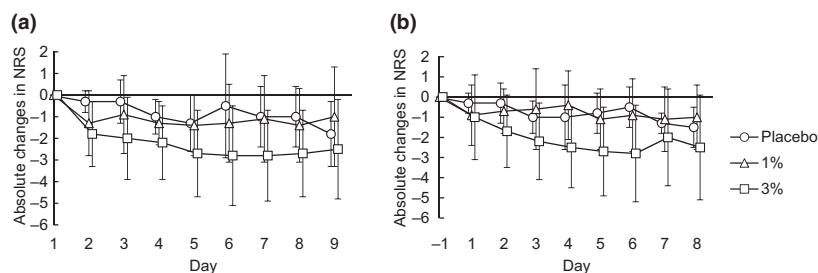 (a)
Absolute changes in NRS
2
1
0
–1
–2
–3
–4
–5
–6
1 2 3 4 5 6 7 8 9
Day
(b)
Absolute changes in NRS
2
1
0
–1
–2
–3
–4
–5
–6
–1 1 2 3 4 5 6 7 8
Day
Placebo
1%
3%